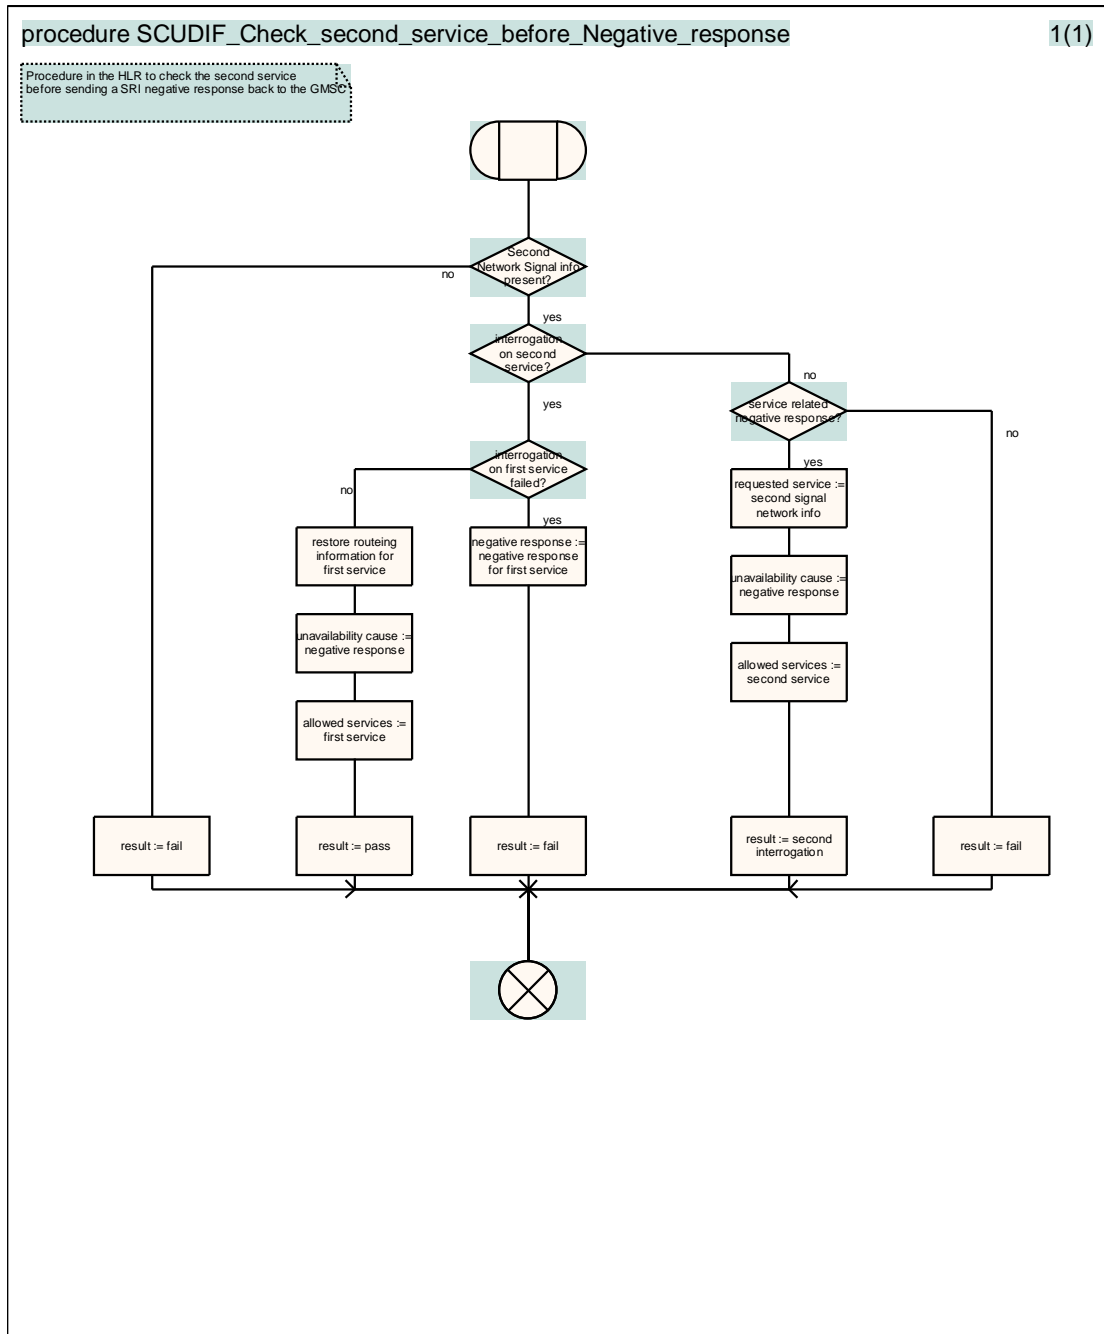 procedure SCUDIF_Check_second_service_before_Negative_response
1(1)
Procedure in the HLR to check the second service
before sending a SRI negative response back to the GMSC
Second
Network Signal info
present?
no
yes
interrogation
on second
service?
no
yes
service related
negative response?
no
yes
interrogation
on first service
failed?
no
yes
requested service :=
second signal
network info
restore routeing
information for
first service
negative response :=
negative response
for first service
unavailability cause :=
negative response
unavailability cause :=
negative response
allowed services :=
second service
allowed services :=
first service
result := fail
result := pass
result := fail
result := second
interrogation
result := fail